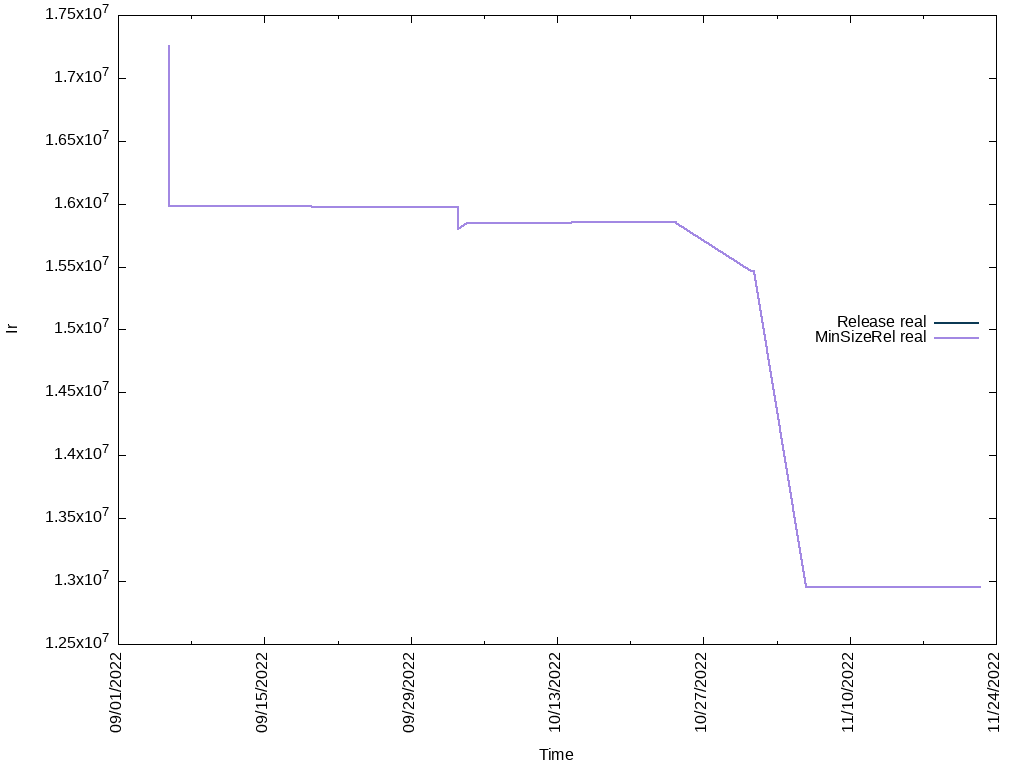 1.75x10^7
1.7x10^7
1.65x10^7
1.6x10^7
1.55x10^7
1.5x10^7
1.45x10^7
1.4x10^7
1.35x10^7
1.3x10^7
1.25x10^7
Ir
Release real
MinSizeRel real
09/01/2022
09/15/2022
09/29/2022
10/13/2022
10/27/2022
11/10/2022
11/24/2022
Time